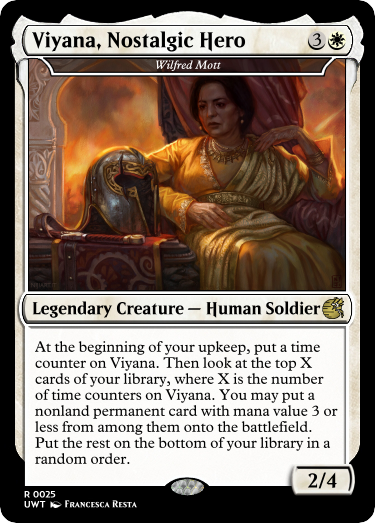 Viyana, Nostalgic Hero 3
Wilfred Mott
Legendary Creature — Human Soldier
At the beginning of your upkeep, put a time
counter on Viyana. Then look at the top X
cards of your library, where X is the number
of time counters on Viyana. You may put a
nonland permanent card with mana value 3 or
less from among them onto the battlefield.
Put the rest on the bottom of your library in a
random order.
2/4
R 0025
UWT Francesca Resta